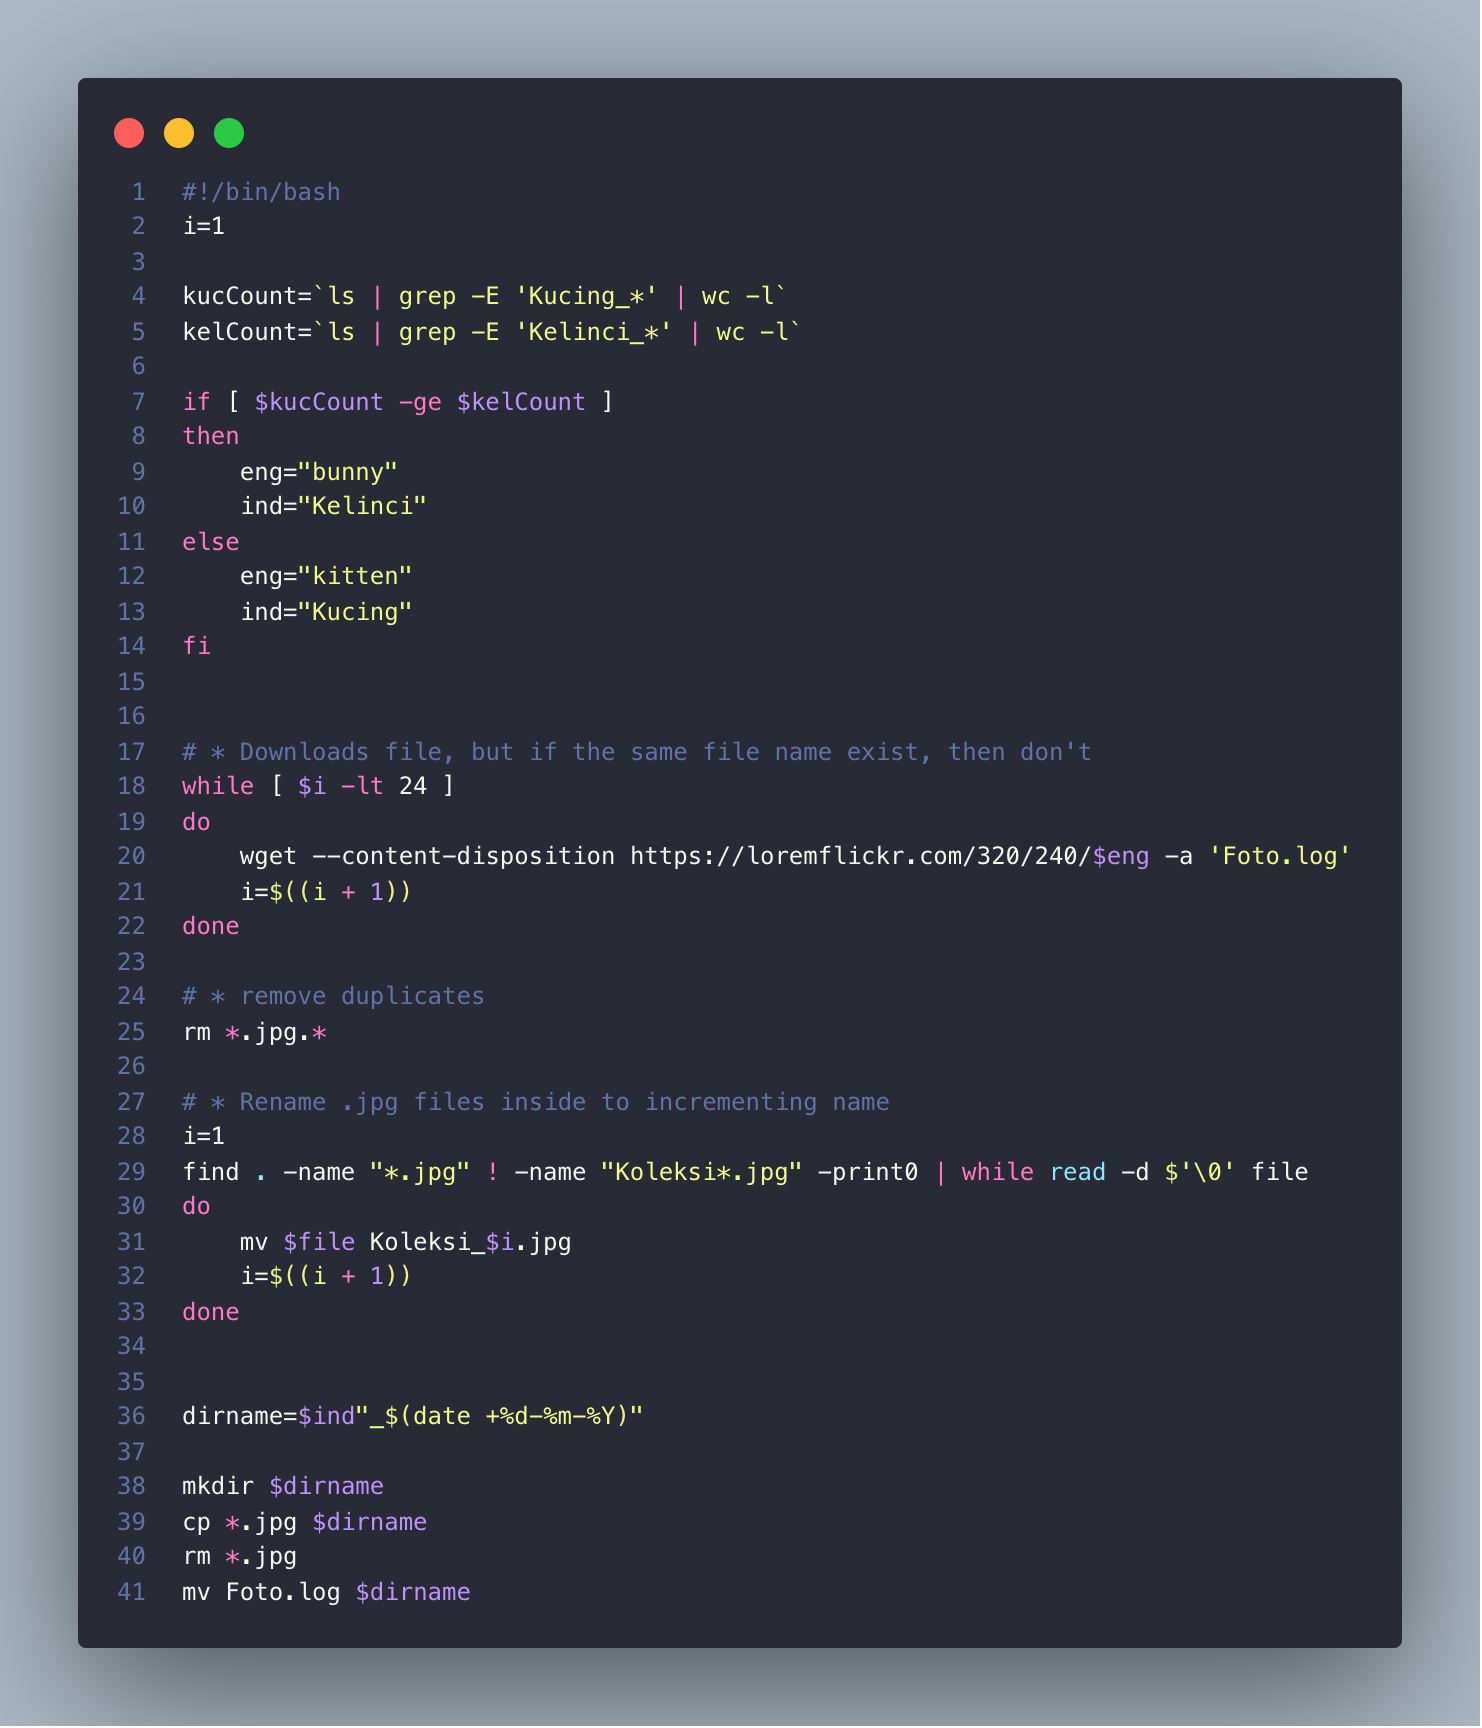 1 #!/bin/bash
2 i=1
3
4 kucCount=`ls | grep -E 'Kucing_*' | wc -l`
5 kelCount=`ls | grep -E 'Kelinci_*' | wc -l`
6
7 if [ $kucCount -ge $kelCount ]
8 then
9     eng="bunny"
10     ind="Kelinci"
11 else
12     eng="kitten"
13     ind="Kucing"
14 fi
15
16
17 # * Downloads file, but if the same file name exist, then don't
18 while [ $i -lt 24 ]
19 do
20     wget --content-disposition https://loremflickr.com/320/240/$eng -a 'Foto.log'
21     i=$((i + 1))
22 done
23
24 # * remove duplicates
25 rm *.jpg.*
26
27 # * Rename .jpg files inside to incrementing name
28 i=1
29 find . -name "*.jpg" ! -name "Koleksi*.jpg" -print0 | while read -d $'\0' file
30 do
31     mv $file Koleksi_$i.jpg
32     i=$((i + 1))
33 done
34
35
36 dirname=$ind"_$(date +%d-%m-%Y)"
37
38 mkdir $dirname
39 cp *.jpg $dirname
40 rm *.jpg
41 mv Foto.log $dirname